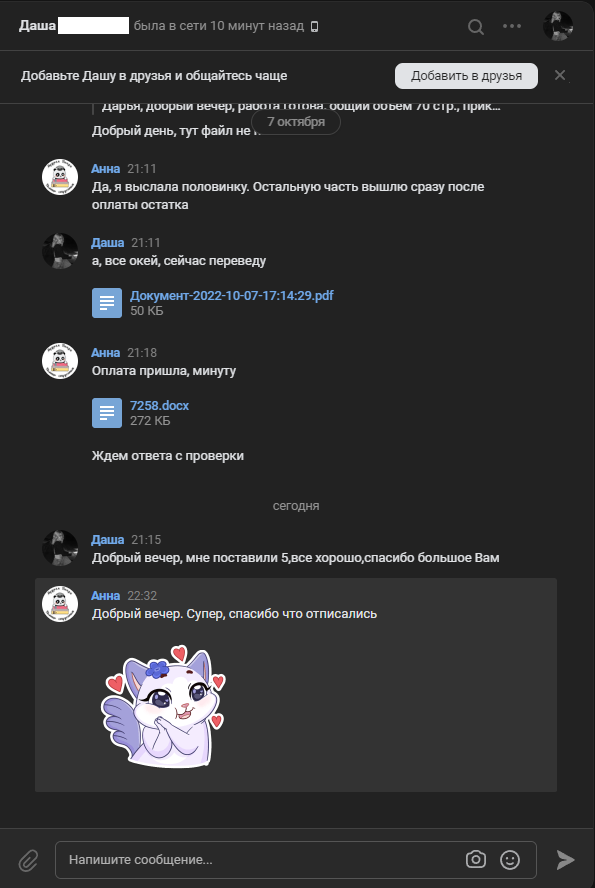 Даша
была в сети 10 минут назад
Добавьте Дашу в друзья и общайтесь чаще
Добавить в друзья
Дарья, добрый вечер, работа готова, общий объем 70 стр., прик...
7 октября
Добрый день, тут файл не
Анна 21:11
Да, я выслала половинку. Остальную часть вышлю сразу после
оплаты остатка
Даша 21:11
а, все окей, сейчас переведу
Документ-2022-10-07-17:14:29.pdf
50 КБ
Анна 21:18
Оплата пришла, минуту
7258.docx
272 КБ
Ждем ответа с проверки
сегодня
Даша 21:15
Добрый вечер, мне поставили 5,все хорошо,спасибо большое Вам
Анна 22:32
Добрый вечер. Супер, спасибо что отписались
Напишите сообщение...